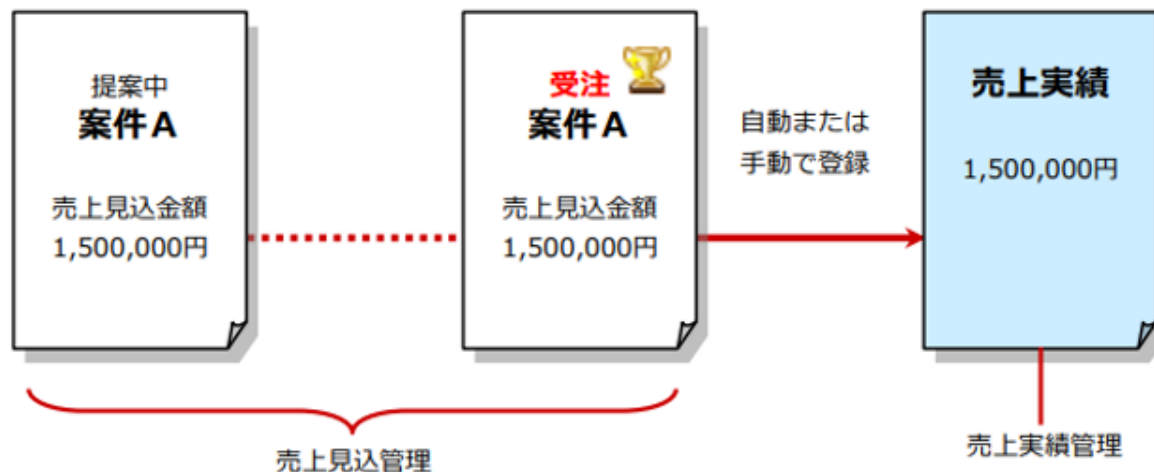 提案中
案件A
売上見込金額
1,500,000円
受注
案件A
売上見込金額
1,500,000円
自動または
手動で登録
売上実績
1,500,000円
売上見込管理
売上実績管理